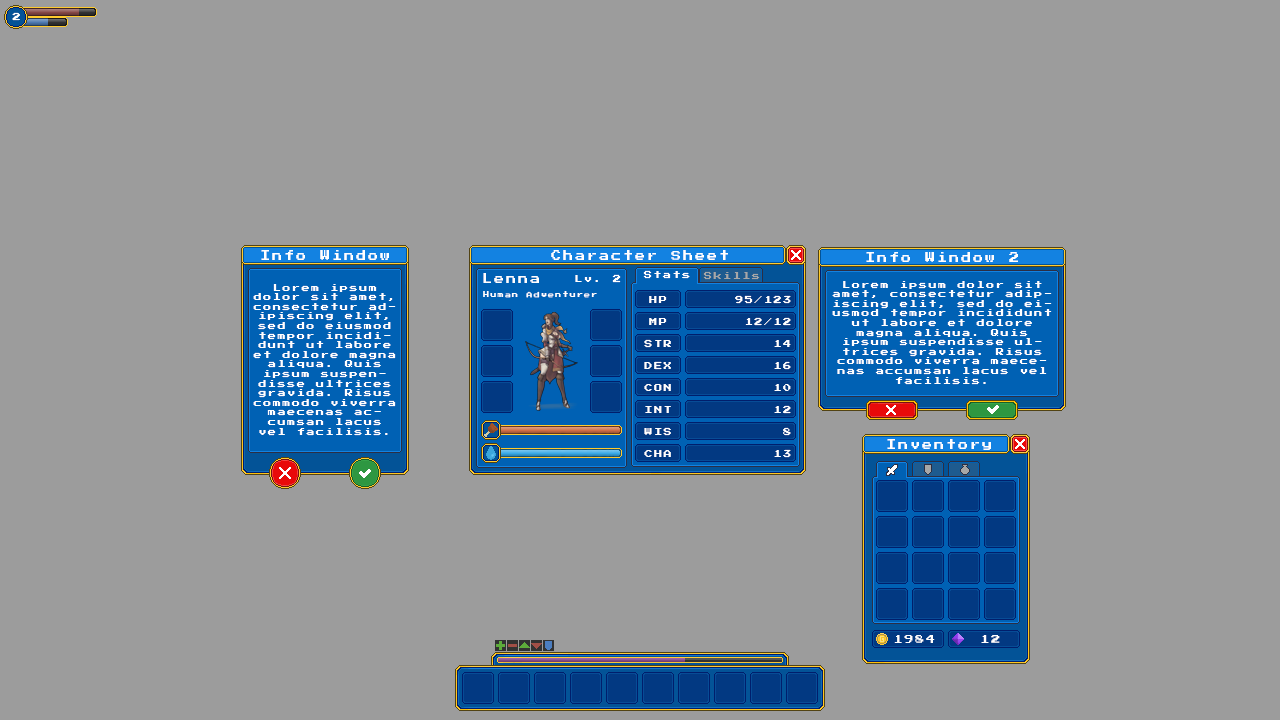 2
Info Window
Lorem ipsum
dolor sit amet,
consectetur ad-
ipiscing elit,
sed do eiusmod
tempor incidi-
dunt ut labore
et dolore magna
aliqua. Quis
ipsum suspen-
disse ultrices
gravida. Risus
commodo viverra
maecenas ac-
cumsan lacus
vel facilisis.
Character Sheet
Lenna Lv. 2
Human Adventurer
Stats Skills
HP 95/123
MP 12/12
STR 14
DEX 16
CON 10
INT 12
WIS 8
CHA 13
Info Window 2
Lorem ipsum dolor sit
amet, consectetur adip-
iscing elit, sed do ei-
usmod tempor incididunt
ut labore et dolore
magna aliqua. Quis
ipsum suspendisse ul-
trices gravida. Risus
commodo viverra maece-
nas accumsan lacus vel
facilisis.
Inventory
1984 12